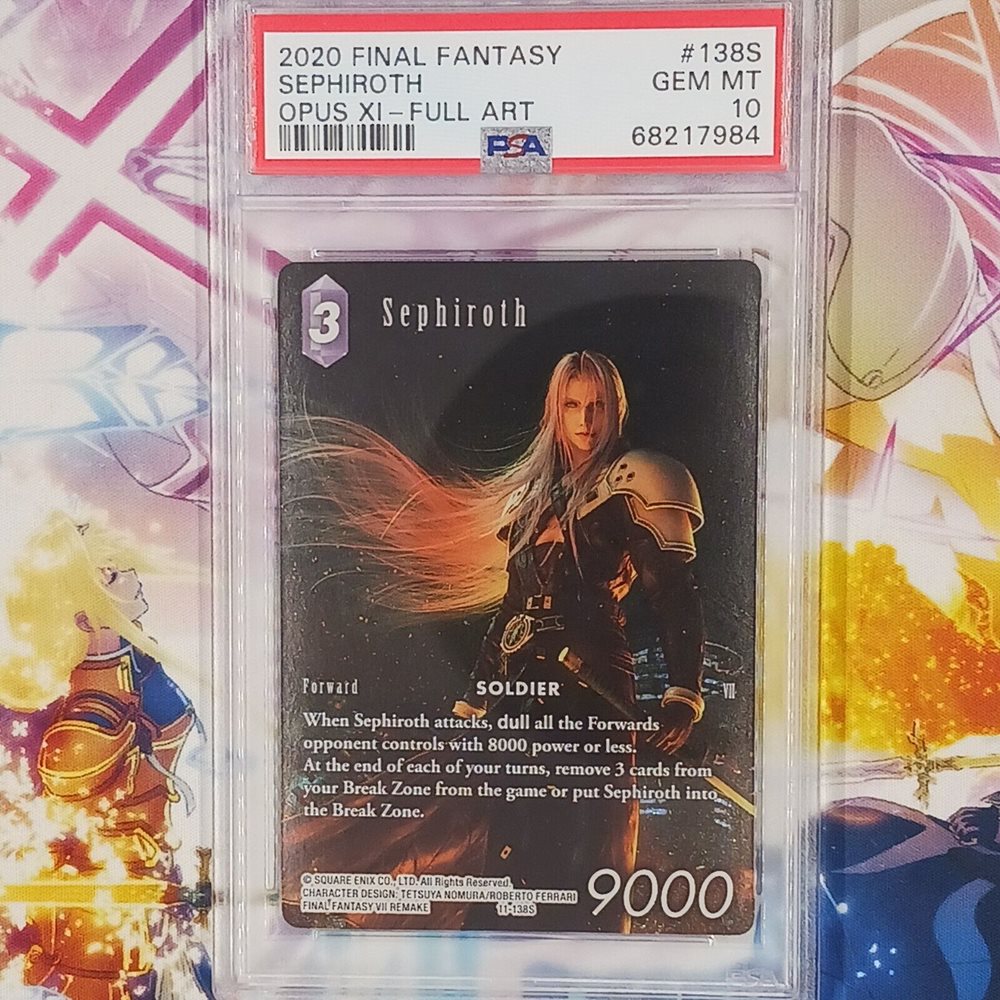 2020 FINAL FANTASY #138S
SEPHIROTH GEM MT
OPUS XI-FULL ART 10
PSA 68217984
3 Sephiroth
Forward SOLDIER VII
When Sephiroth attacks, dull all the Forwards
opponent controls with 8000 power or less.
At the end of each of your turns, remove 3 cards from
your Break Zone from the game or put Sephiroth into
the Break Zone.
© SQUARE ENIX CO., LTD. All Rights Reserved.
CHARACTER DESIGN: TETSUYA NOMURA/ROBERTO FERRARI
FINAL FANTASY VII REMAKE 11-138S
9000
PSA